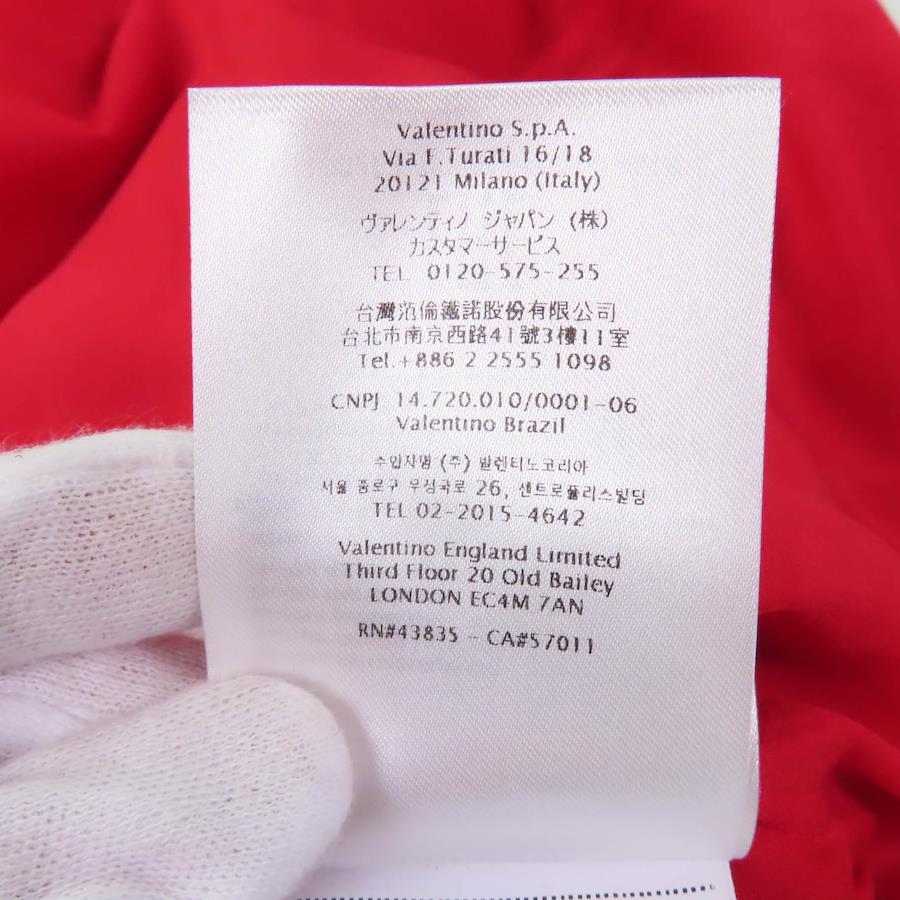 Valentino S.p.A.
Via F.Turati 16/18
20121 Milano (Italy)
ヴァレンティノ ジャパン (株)
カスタマーサービス
TEL 0120-575-255
台灣范倫鐵諾股份有限公司
台北市南京西路41號3樓11室
Tel.+886 2 2555 1098
CNPJ 14.720.010/0001-06
Valentino Brazil
수입자명 (주) 발렌티노코리아
서울 종로구 우정국로 26, 센트로폴리스빌딩
TEL 02-2015-4642
Valentino England Limited
Third Floor 20 Old Bailey
LONDON EC4M 7AN
RN#43835 - CA#57011